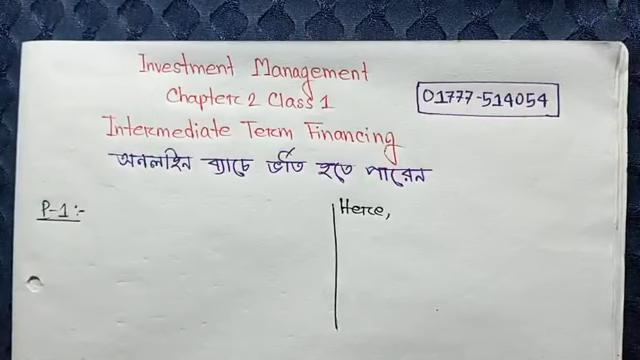 Investment Management
Chapter 2 Class 1
01777-514054
Intermediate Term Financing
অনলাইন ব্যাচে ভর্তি হতে পারেন
P-1:-
Here,